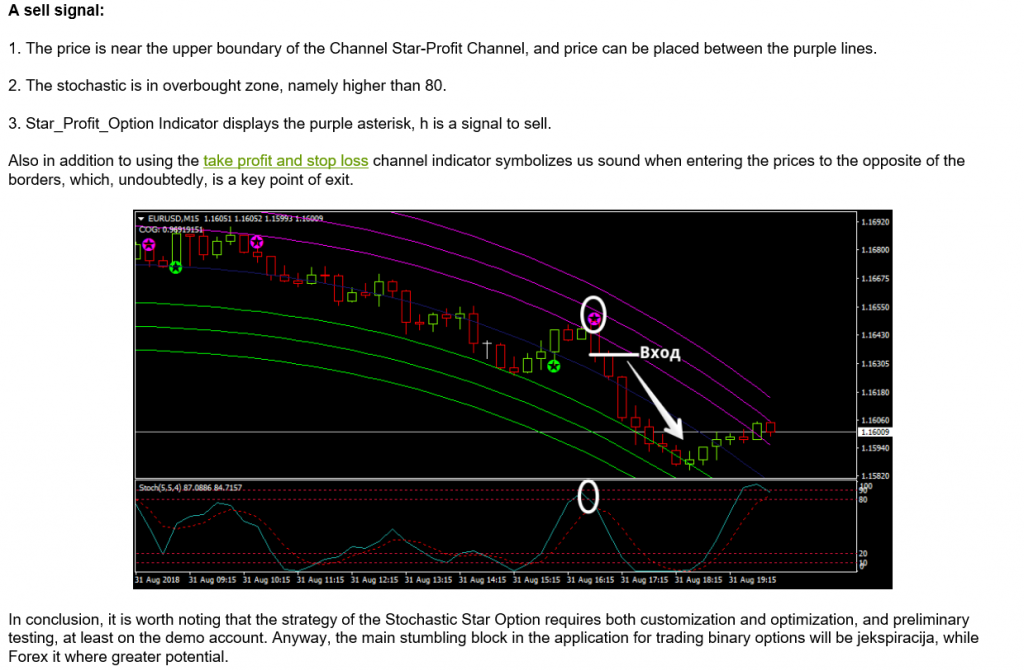 A sell signal:
1. The price is near the upper boundary of the Channel Star-Profit Channel, and price can be placed between the purple lines.
2. The stochastic is in overbought zone, namely higher than 80.
3. Star_Profit_Option Indicator displays the purple asterisk, h is a signal to sell.
Also in addition to using the take profit and stop loss channel indicator symbolizes us sound when entering the prices to the opposite of the
borders, which, undoubtedly, is a key point of exit.
EURUSD,M15 1.16051 1.16052 1.15993 1.16009
COG: 0.96919151
1.16920
1.16800
1.16675
1.16550
1.16430
Вход
1.16305
1.16180
1.16060
1.16009
1.15940
1.15820
Stoch(5,5,4) 87.0886 84.7157
100
90
80
20
10
0
31 Aug 2018 31 Aug 09:15 31 Aug 10:15 31 Aug 11:15 31 Aug 12:15 31 Aug 13:15 31 Aug 14:15 31 Aug 15:15 31 Aug 16:15 31 Aug 17:15 31 Aug 18:15 31 Aug 19:15
In conclusion, it is worth noting that the strategy of the Stochastic Star Option requires both customization and optimization, and preliminary
testing, at least on the demo account. Anyway, the main stumbling block in the application for trading binary options will be jekspiracija, while
Forex it where greater potential.